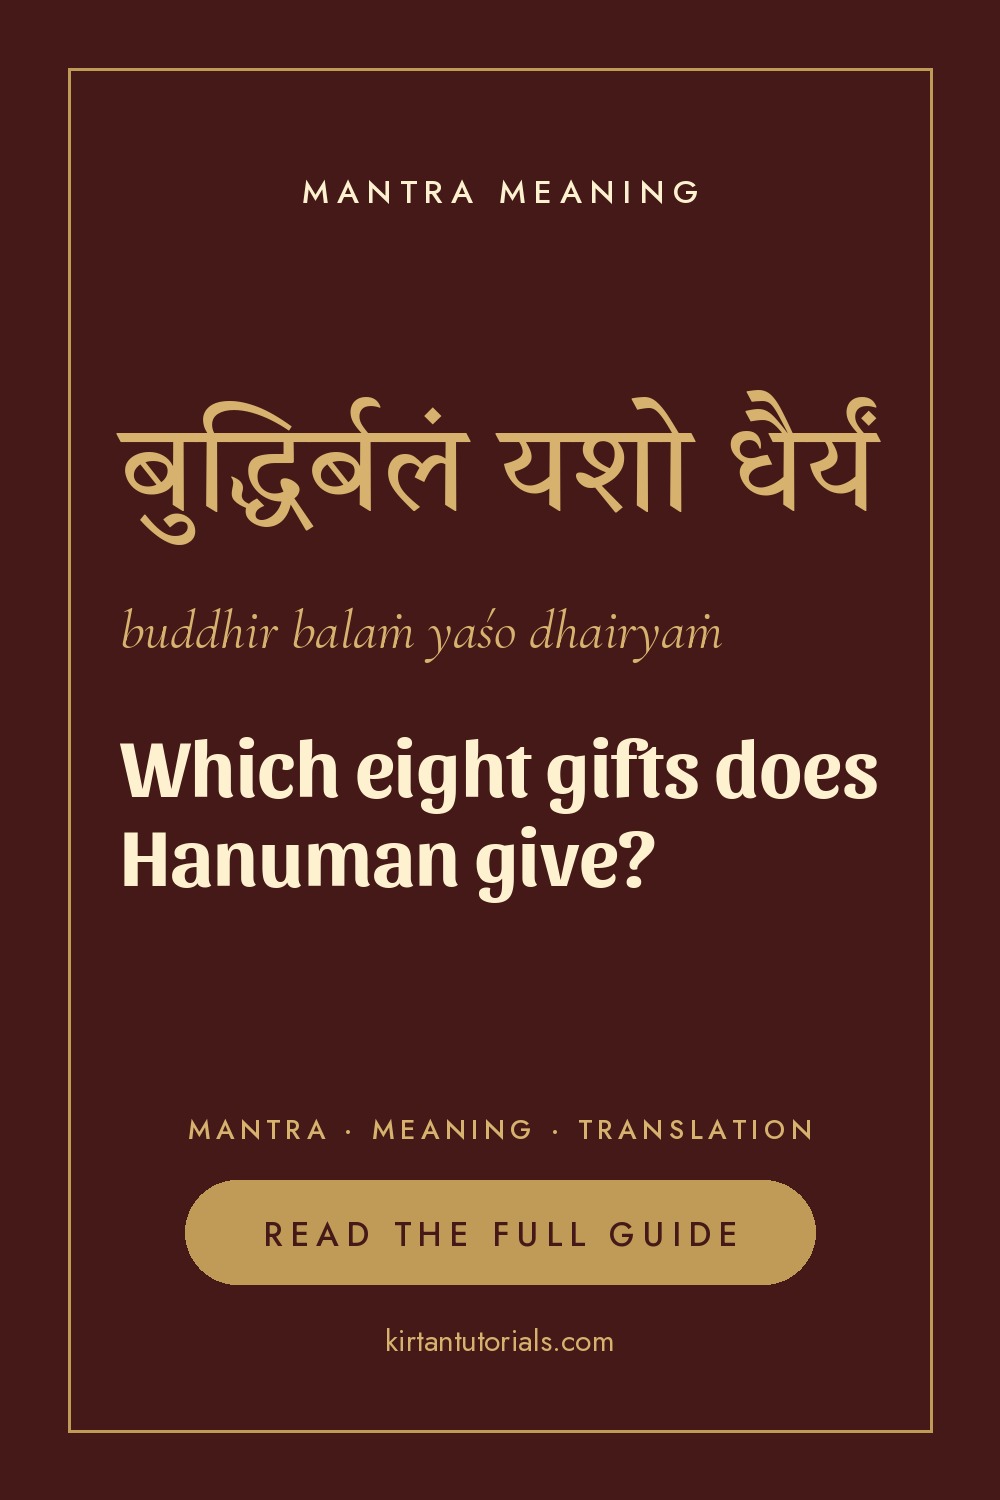 MANTRA MEANING
बुद्धिर्बलं यशो धैर्यं
buddhir balaṁ yaśo dhairyaṁ
Which eight gifts does
Hanuman give?
MANTRA · MEANING · TRANSLATION
READ THE FULL GUIDE
kirtantutorials.com